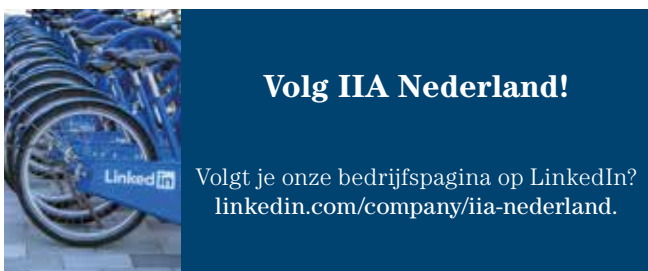 Linked in
Volg IIA Nederland!
Volgt je onze bedrijfspagina op LinkedIn?
linkedin.com/company/iia-nederland.